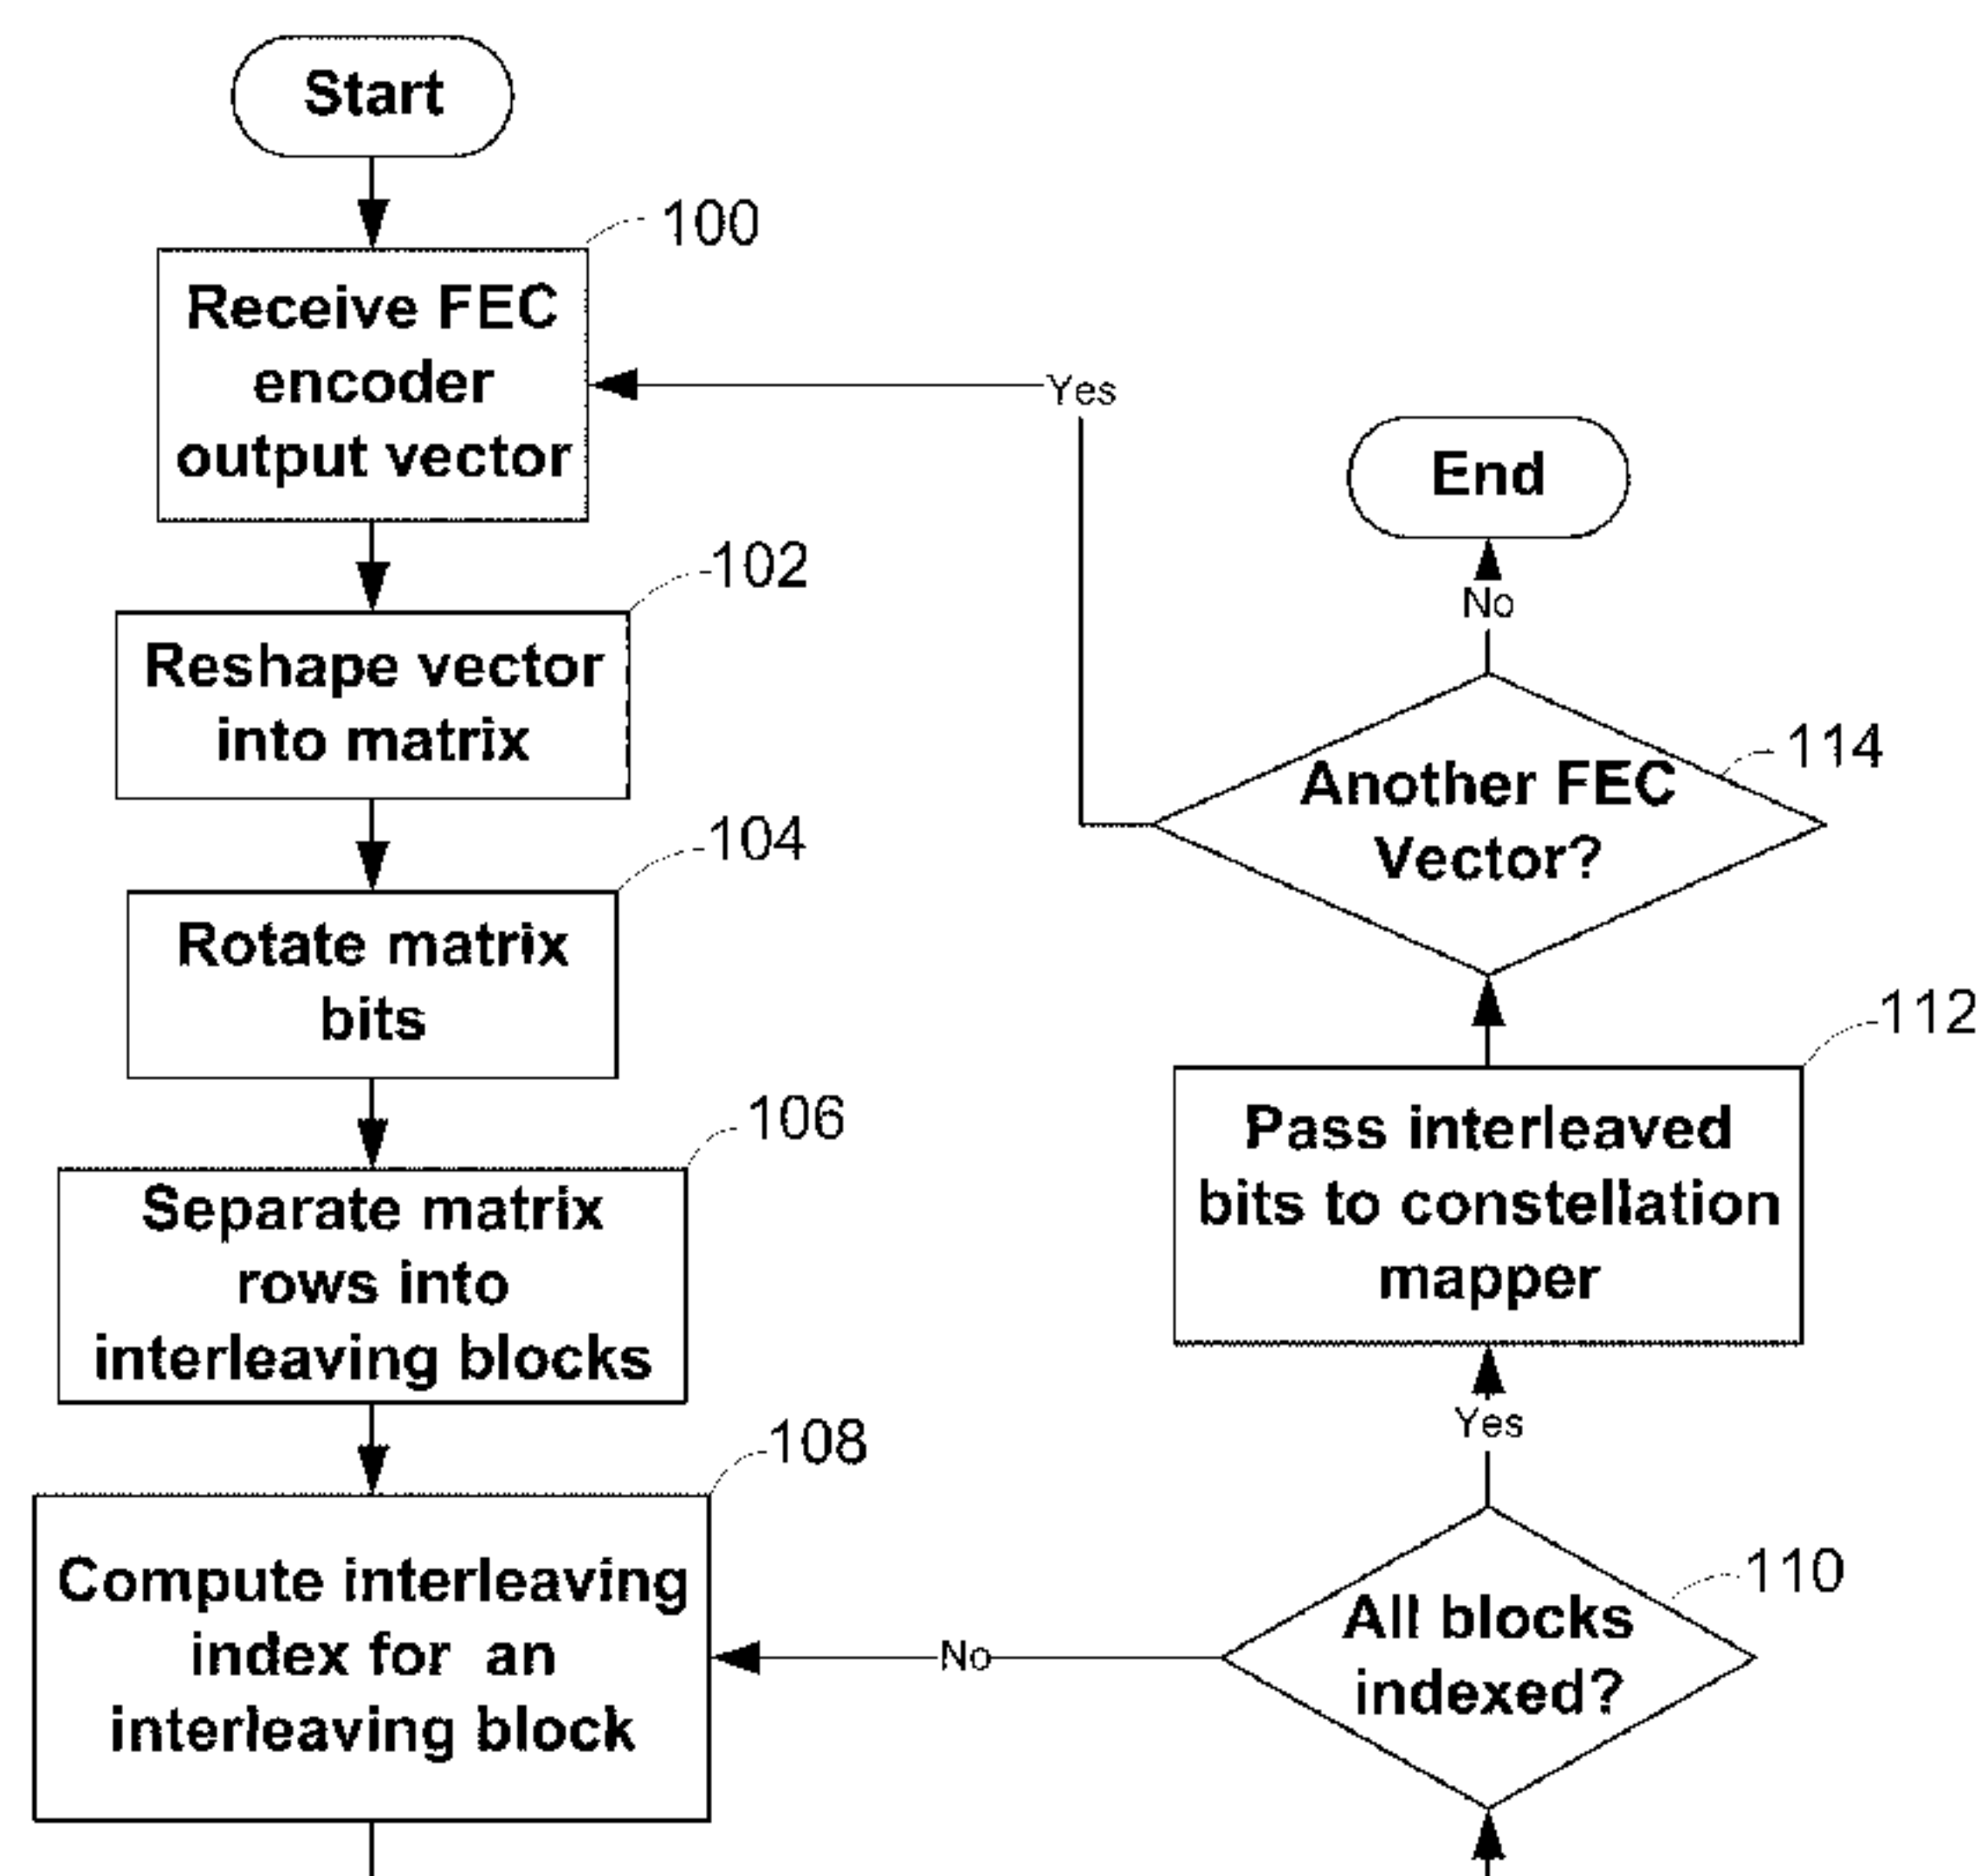 Start
100
Receive FEC
encoder
output vector
102
Reshape vector
into matrix
104
Rotate matrix
bits
106
Separate matrix
rows into
interleaving blocks
108
Compute interleaving
index for an
interleaving block
No
110
All blocks
indexed?
Yes
112
Pass interleaved
bits to constellation
mapper
114
Another FEC
Vector?
Yes
No
End